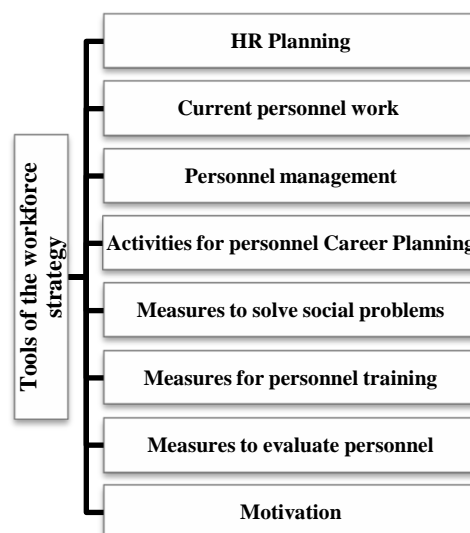 Tools of the workforce
strategy
HR Planning
Current personnel work
Personnel management
Activities for personnel Career Planning
Measures to solve social problems
Measures for personnel training
Measures to evaluate personnel
Motivation